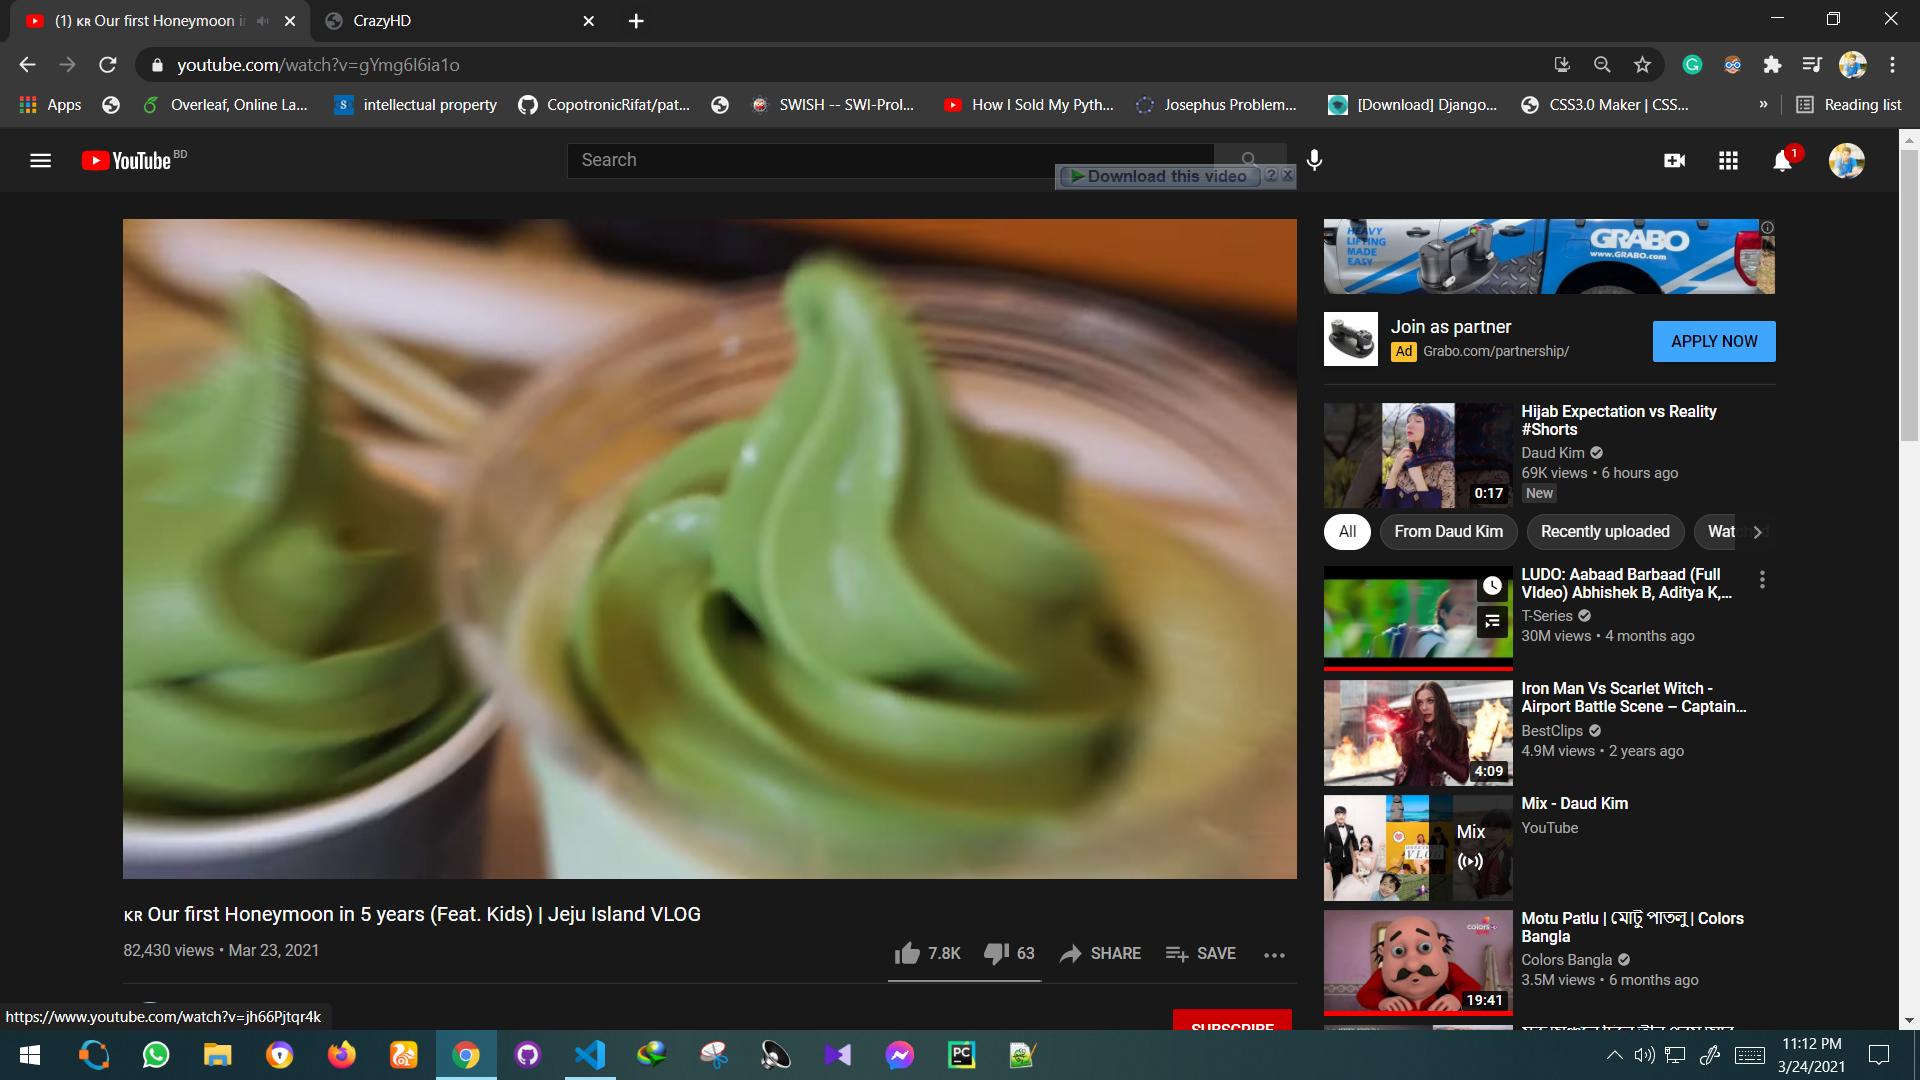 (1) ᴋʀ Our first Honeymoon i
CrazyHD
youtube.com/watch?v=gYmg6I6ia1o
Apps
Overleaf, Online La...
intellectual property
CopotronicRifat/pat...
SWISH -- SWI-Prol...
How I Sold My Pyth...
Josephus Problem...
[Download] Django...
CSS3.0 Maker | CSS...
»
Reading list
YouTube BD
Search
Download this video ? X
1
HEAVY
LIFTING
MADE
EASY
GRABO
www.GRABO.com
Join as partner
Ad Grabo.com/partnership/
APPLY NOW
Hijab Expectation vs Reality
#Shorts
Daud Kim
69K views • 6 hours ago
New
0:17
All
From Daud Kim
Recently uploaded
LUDO: Aabaad Barbaad (Full
VIdeo) Abhishek B, Aditya K,...
T-Series
30M views • 4 months ago
Iron Man Vs Scarlet Witch -
Airport Battle Scene – Captain...
BestClips
4.9M views • 2 years ago
4:09
Mix - Daud Kim
YouTube
Mix
Motu Patlu | মোটু পাতলু | Colors
Bangla
Colors Bangla
3.5M views • 6 months ago
19:41
ᴋʀ Our first Honeymoon in 5 years (Feat. Kids) | Jeju Island VLOG
82,430 views • Mar 23, 2021
7.8K
63
SHARE
SAVE
SUBSCRIBE
https://www.youtube.com/watch?v=jh66Pjtqr4k
PC
11:12 PM
3/24/2021